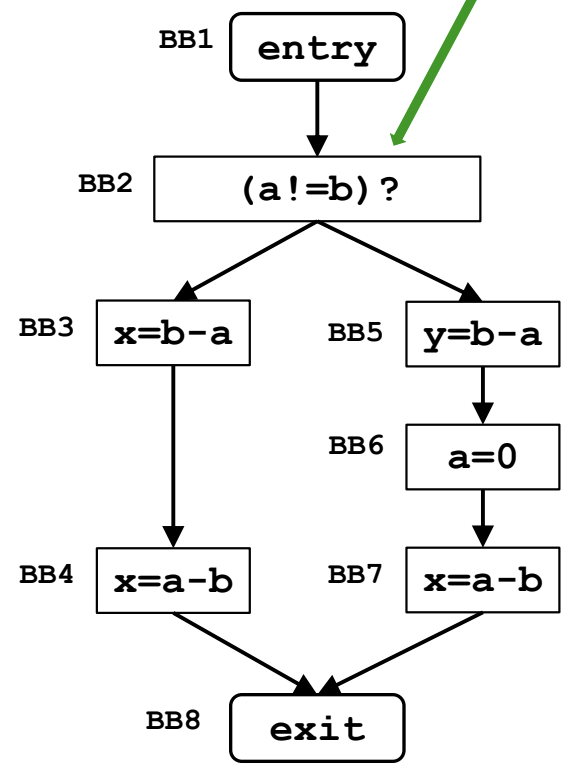 BB1 entry
BB2 (a!=b)?
BB3 x=b-a
BB5 y=b-a
BB6 a=0
BB4 x=a-b
BB7 x=a-b
BB8 exit